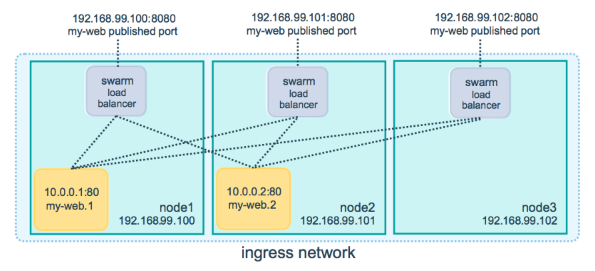 192.168.99.100:8080
my-web published port
192.168.99.101:8080
my-web published port
192.168.99.102:8080
my-web published port
swarm
load
balancer
swarm
load
balancer
swarm
load
balancer
10.0.0.1:80
my-web.1
node1
192.168.99.100
10.0.0.2:80
my-web.2
node2
192.168.99.101
node3
192.168.99.102
ingress network